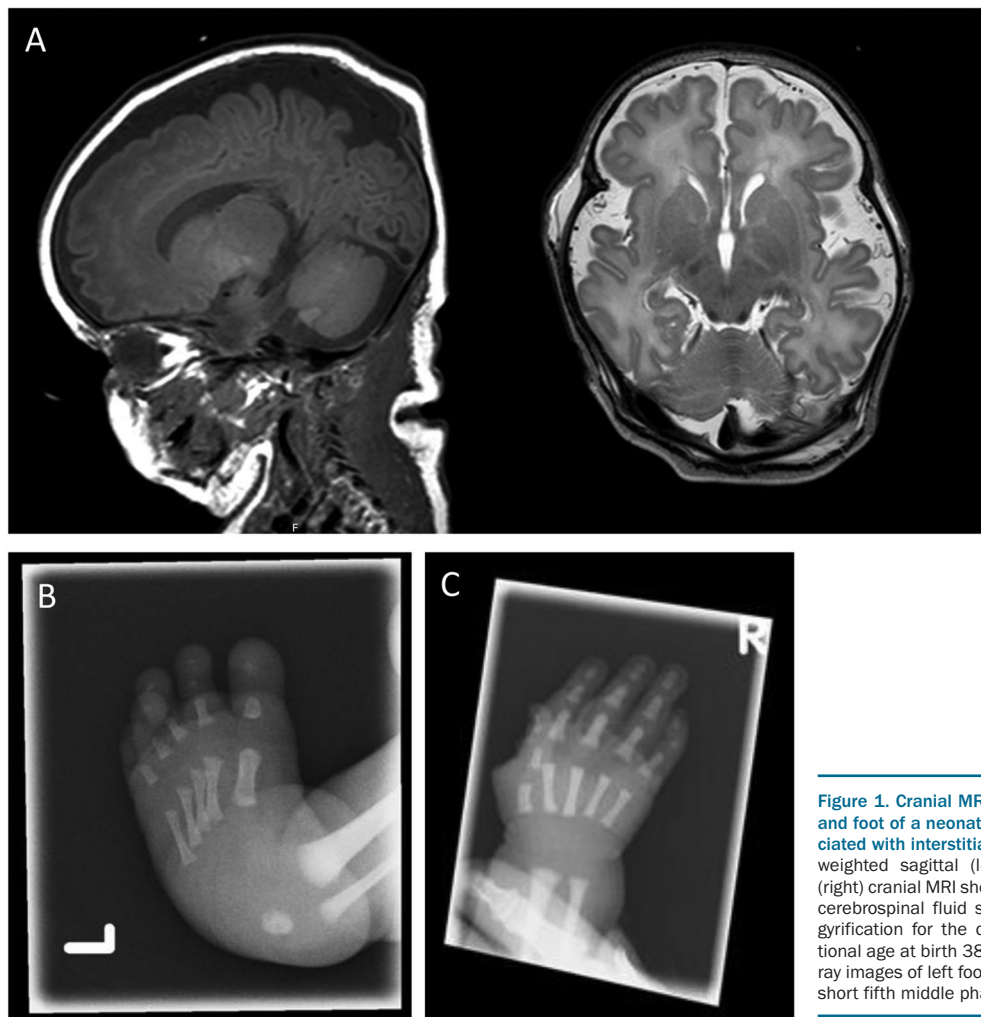 A
F
B
L
C
R
Figure 1. Cranial MR
and foot of a neonat
ciated with interstitia
weighted sagittal (l
(right) cranial MRI sh
cerebrospinal fluid s
gyrification for the c
tional age at birth 38
ray images of left foo
short fifth middle pha